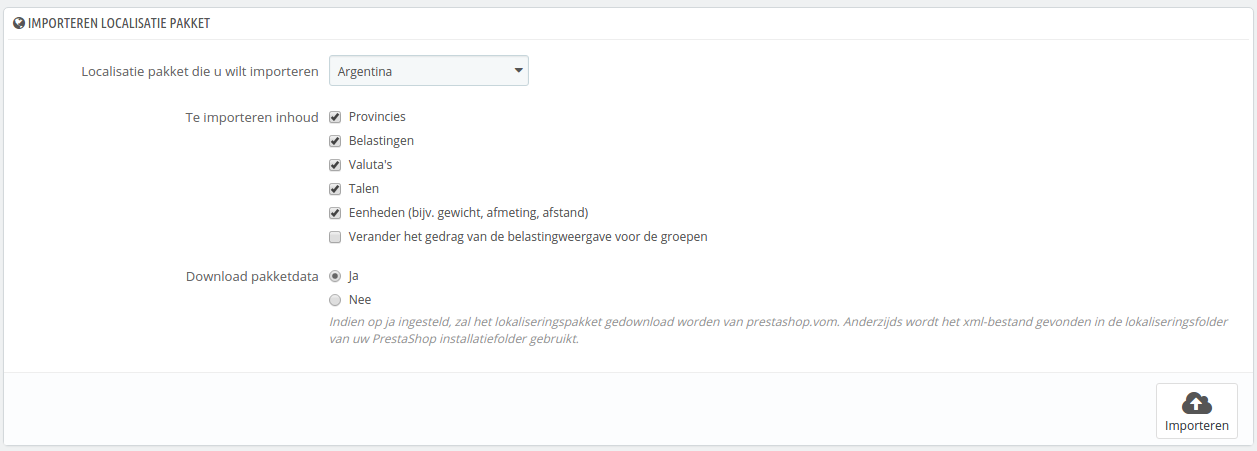 IMPORTEREN LOCALISATIE PAKKET
Localisatie pakket die u wilt importeren Argentina
Te importeren inhoud Provincies
Belastingen
Valuta's
Talen
Eenheden (bijv. gewicht, afmeting, afstand)
Verander het gedrag van de belastingweergave voor de groepen
Download pakketdata Ja
Nee
Indien op ja ingesteld, zal het lokaliseringspakket gedownload worden van prestashop.vom. Anderzijds wordt het xml-bestand gevonden in de lokaliseringsfolder
van uw PrestaShop installatiefolder gebruikt.
Importeren